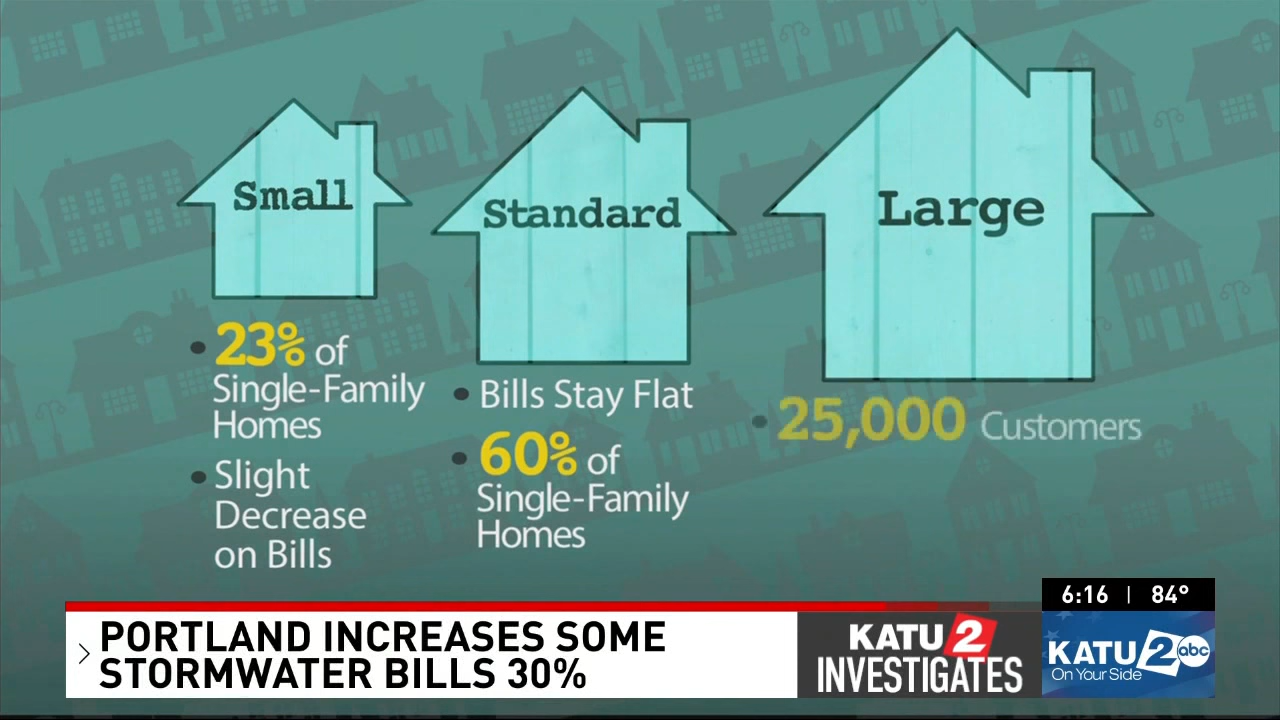 Small
Standard
Large
• 23% of
Single-Family
Homes
• Slight
Decrease
on Bills
• Bills Stay Flat
• 60% of
Single-Family
Homes
• 25,000 Customers
PORTLAND INCREASES SOME
STORMWATER BILLS 30%
KATU 2
INVESTIGATES
6:16 | 84°
KATU 2 abc
On Your Side